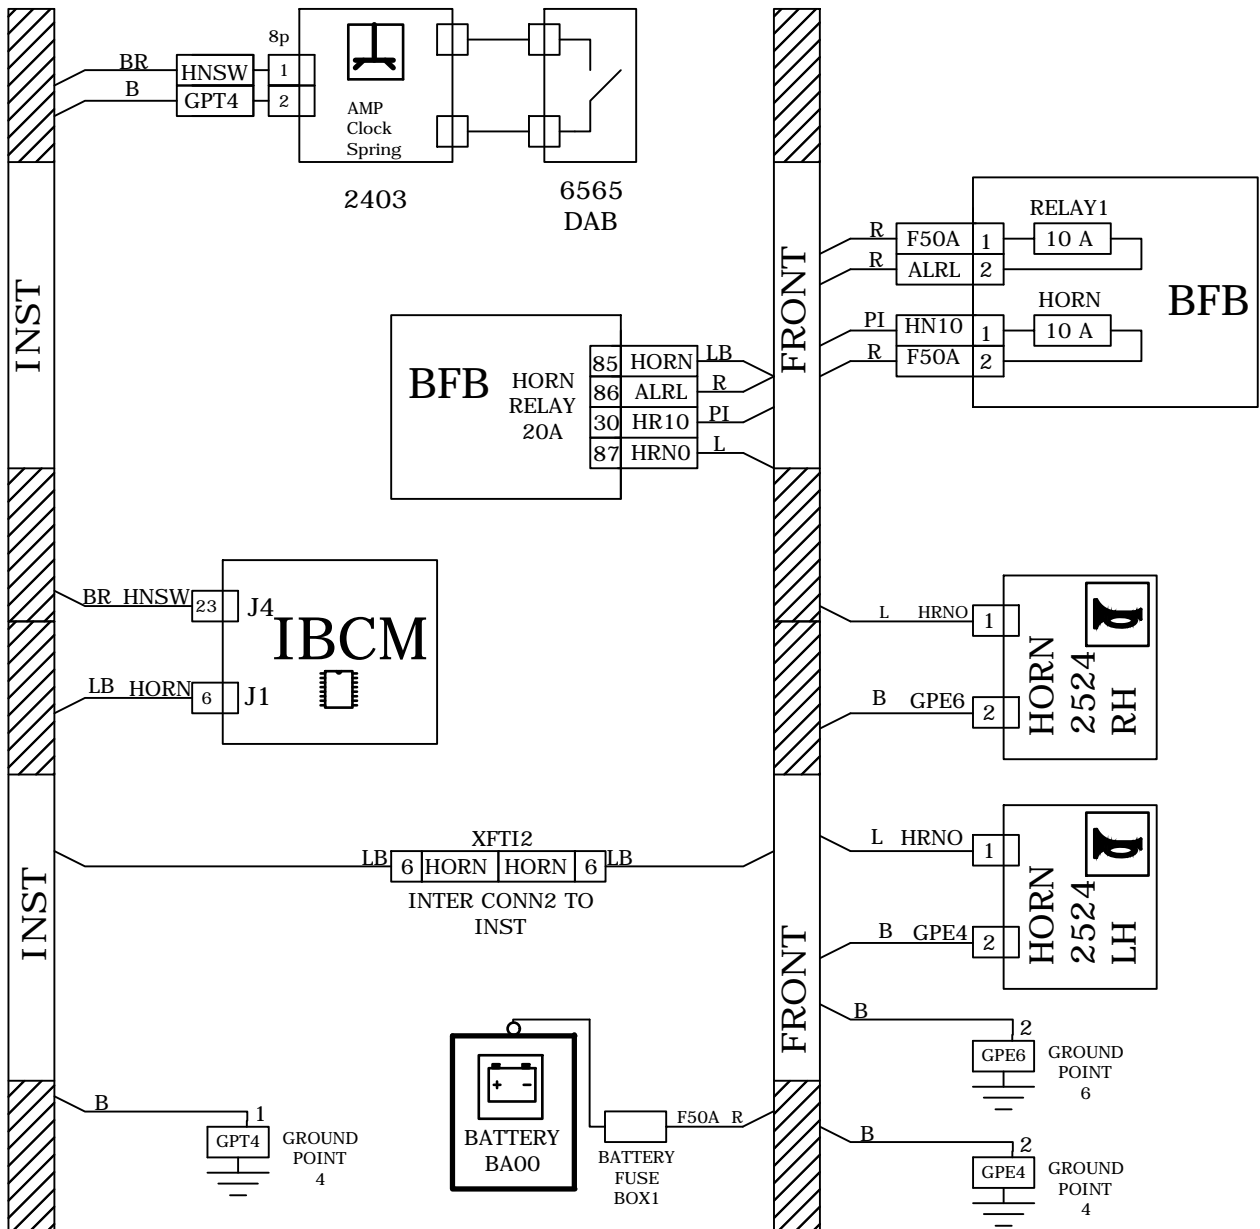 8p
BR HNSW 1
B GPT4 2
AMP
Clock
Spring
2403
6565
DAB
INST
FRONT
RELAY1
R F50A 1 10 A
R ALRL 2
HORN
PI HN10 1 10 A
R F50A 2
BFB
BFB
HORN
RELAY
20A
85 HORN LB
86 ALRL R
30 HR10 PI
87 HRN0 L
BR HNSW 23 J4
IBCM
LB HORN 6 J1
L HRNO 1
B GPE6 2
HORN
2524
RH
XFTI2
LB 6 HORN HORN 6 LB
INTER CONN2 TO
INST
INST
FRONT
L HRNO 1
B GPE4 2
HORN
2524
LH
B 2
GPE6
GROUND
POINT
6
B 1
GPT4
GROUND
POINT
4
+ -
BATTERY
BA00
F50A R
BATTERY
FUSE
BOX1
B 2
GPE4
GROUND
POINT
4